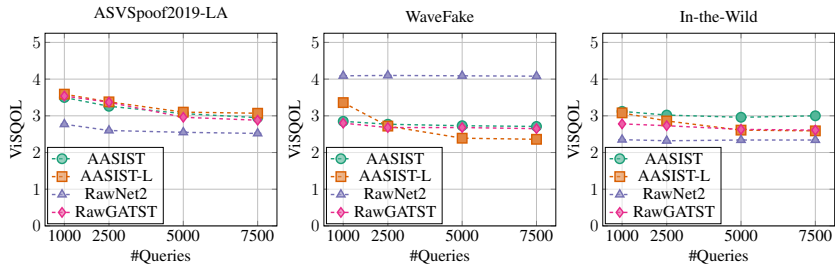 ASVSpoof2019-LA
5
4
3
2
1
0
ViSQOL
AASIST
AASIST-L
RawNet2
RawGATST
1000 2500 5000 7500
#Queries
WaveFake
5
4
3
2
1
0
ViSQOL
AASIST
AASIST-L
RawNet2
RawGATST
1000 2500 5000 7500
#Queries
In-the-Wild
5
4
3
2
1
0
ViSQOL
AASIST
AASIST-L
RawNet2
RawGATST
1000 2500 5000 7500
#Queries